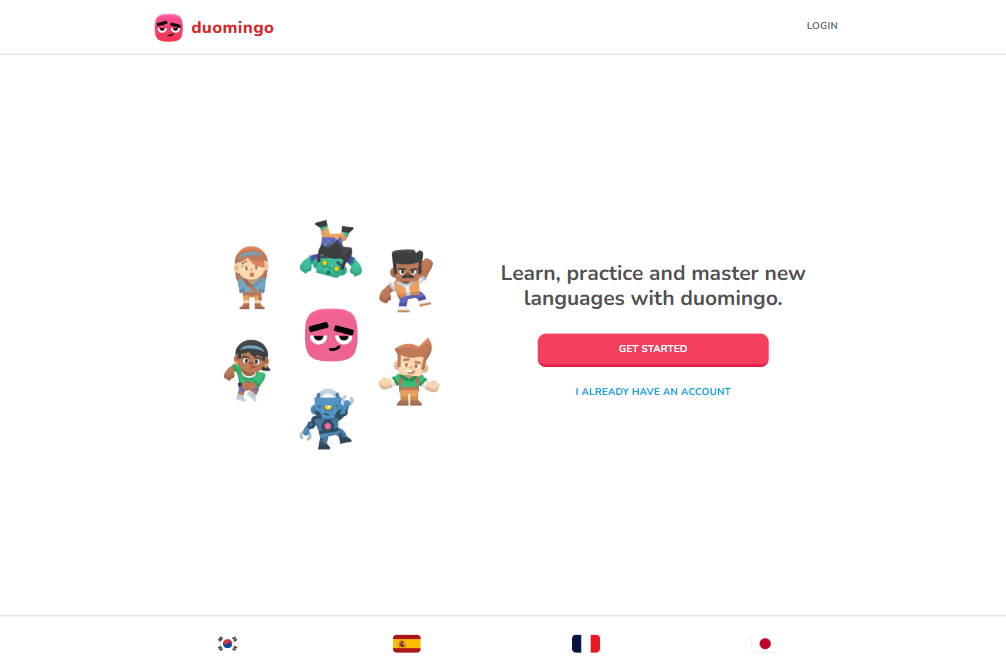 duomingo
LOGIN
Learn, practice and master new
languages with duomingo.
GET STARTED
I ALREADY HAVE AN ACCOUNT